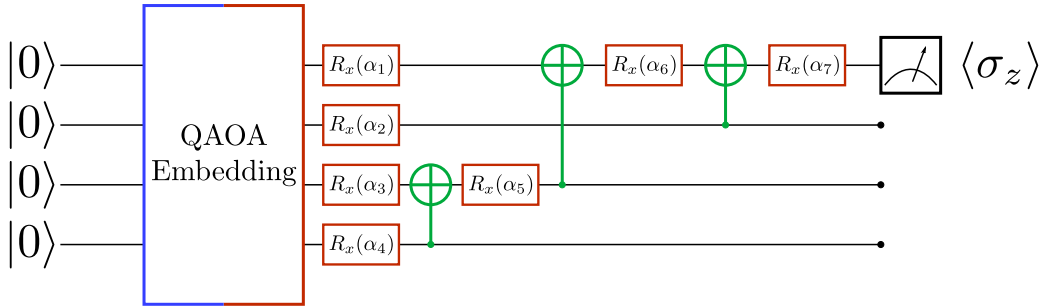 |0⟩ R_x(α_1) R_x(α_6) R_x(α_7) ⟨σ_z⟩
|0⟩ QAOA R_x(α_2)
|0⟩ Embedding R_x(α_3) R_x(α_5)
|0⟩ R_x(α_4)